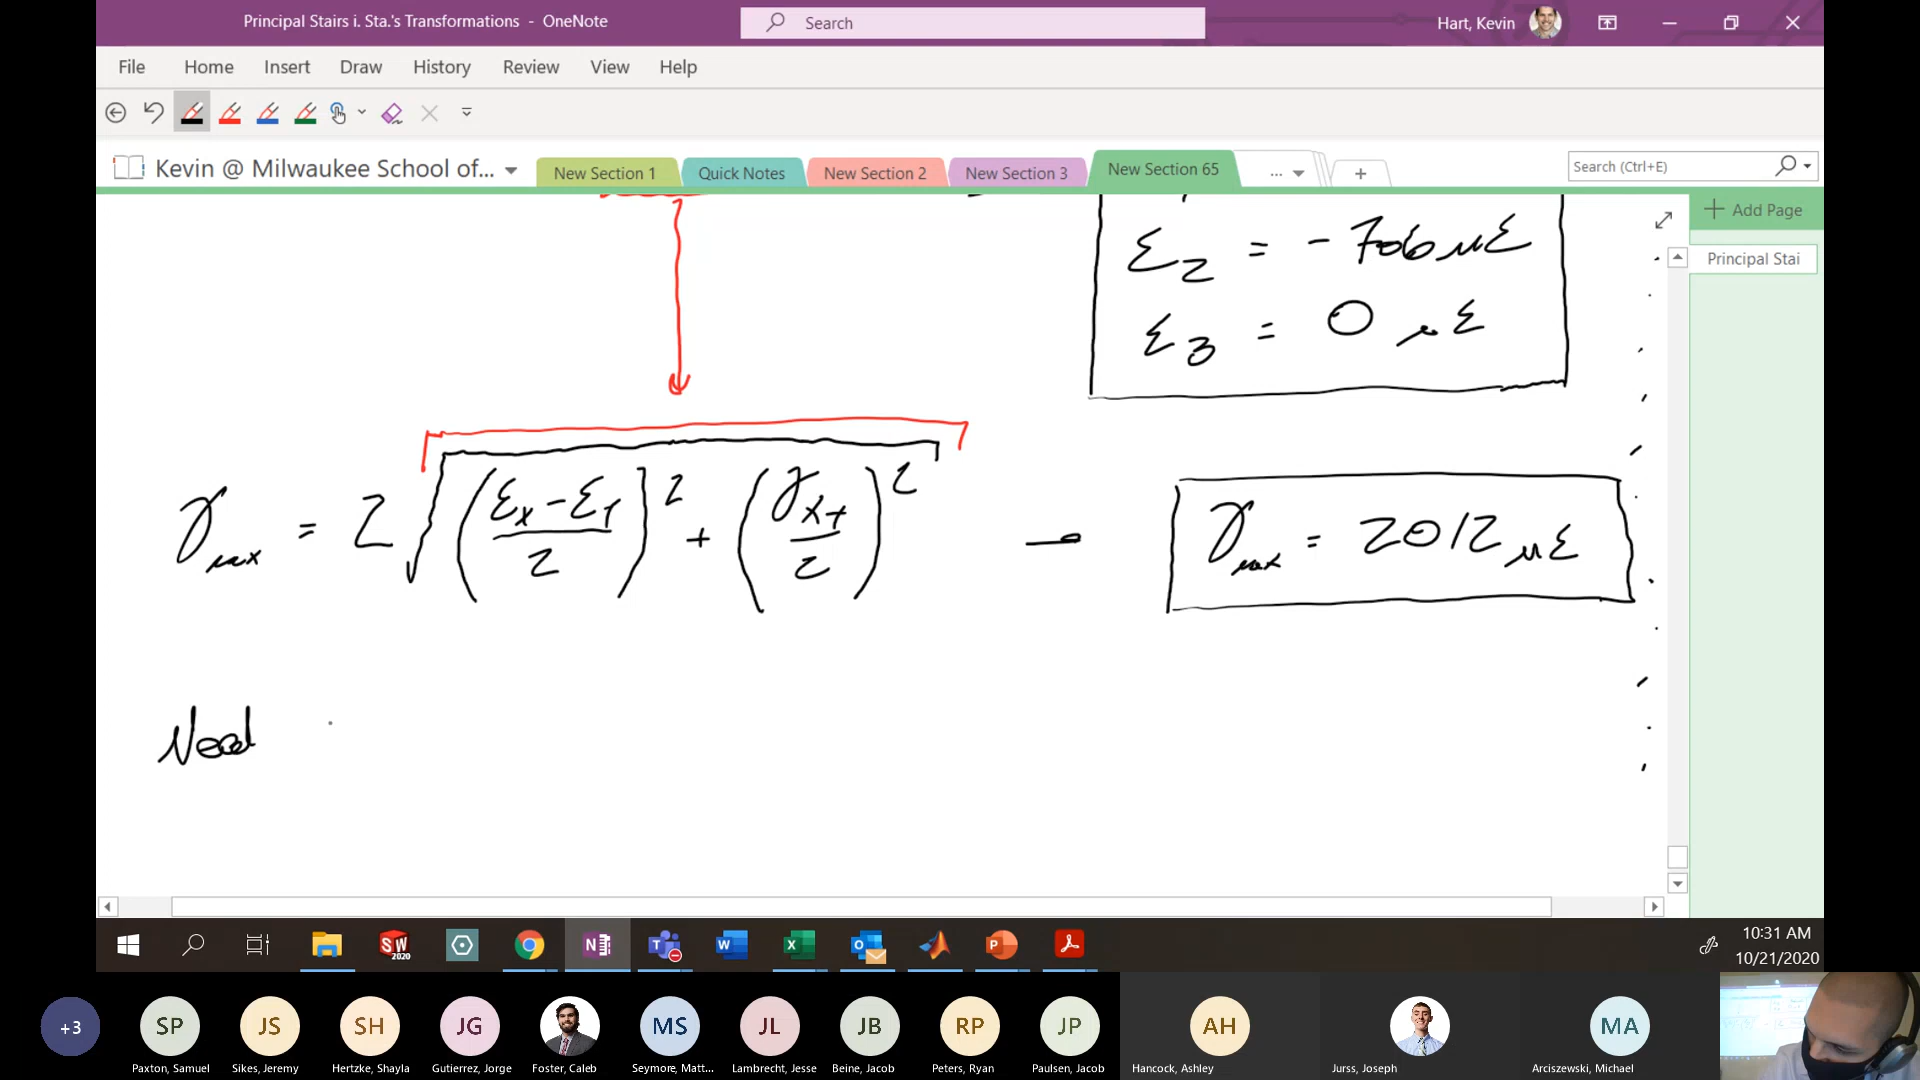 Principal Stairs i. Sta.'s Transformations - OneNote
Search
Hart, Kevin
File Home Insert Draw History Review View Help
Kevin @ Milwaukee School of...
New Section 1
Quick Notes
New Section 2
New Section 3
New Section 65
...
Search (Ctrl+E)
Add Page
Principal Stai
ε2 = -706 με
ε3 = 0 με
γmax = 2√((εx-εy)/2)² + (γxy/2)²
γmax = 2012 με
Need
10:31 AM
10/21/2020
+3
SP
JS
SH
JG
MS
JL
JB
RP
JP
AH
MA
Paxton, Samuel
Sikes, Jeremy
Hertzke, Shayla
Gutierrez, Jorge
Foster, Caleb
Seymore, Matt...
Lambrecht, Jesse
Beine, Jacob
Peters, Ryan
Paulsen, Jacob
Hancock, Ashley
Jurss, Joseph
Arciszewski, Michael